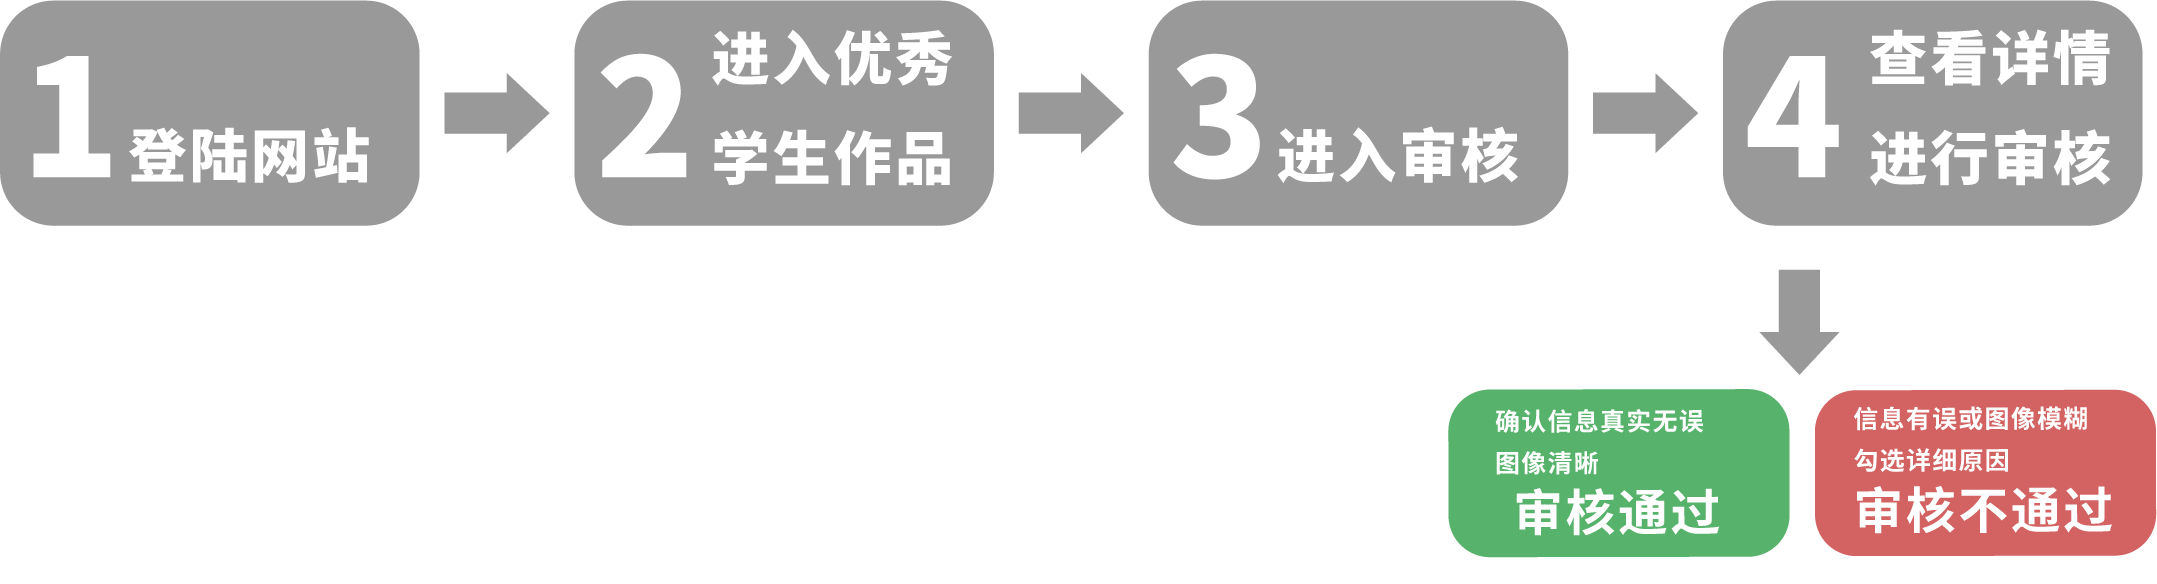 1 登陆网站
2 进入优秀
学生作品
3 进入审核
4 查看详情
进行审核
确认信息真实无误
图像清晰
审核通过
信息有误或图像模糊
勾选详细原因
审核不通过